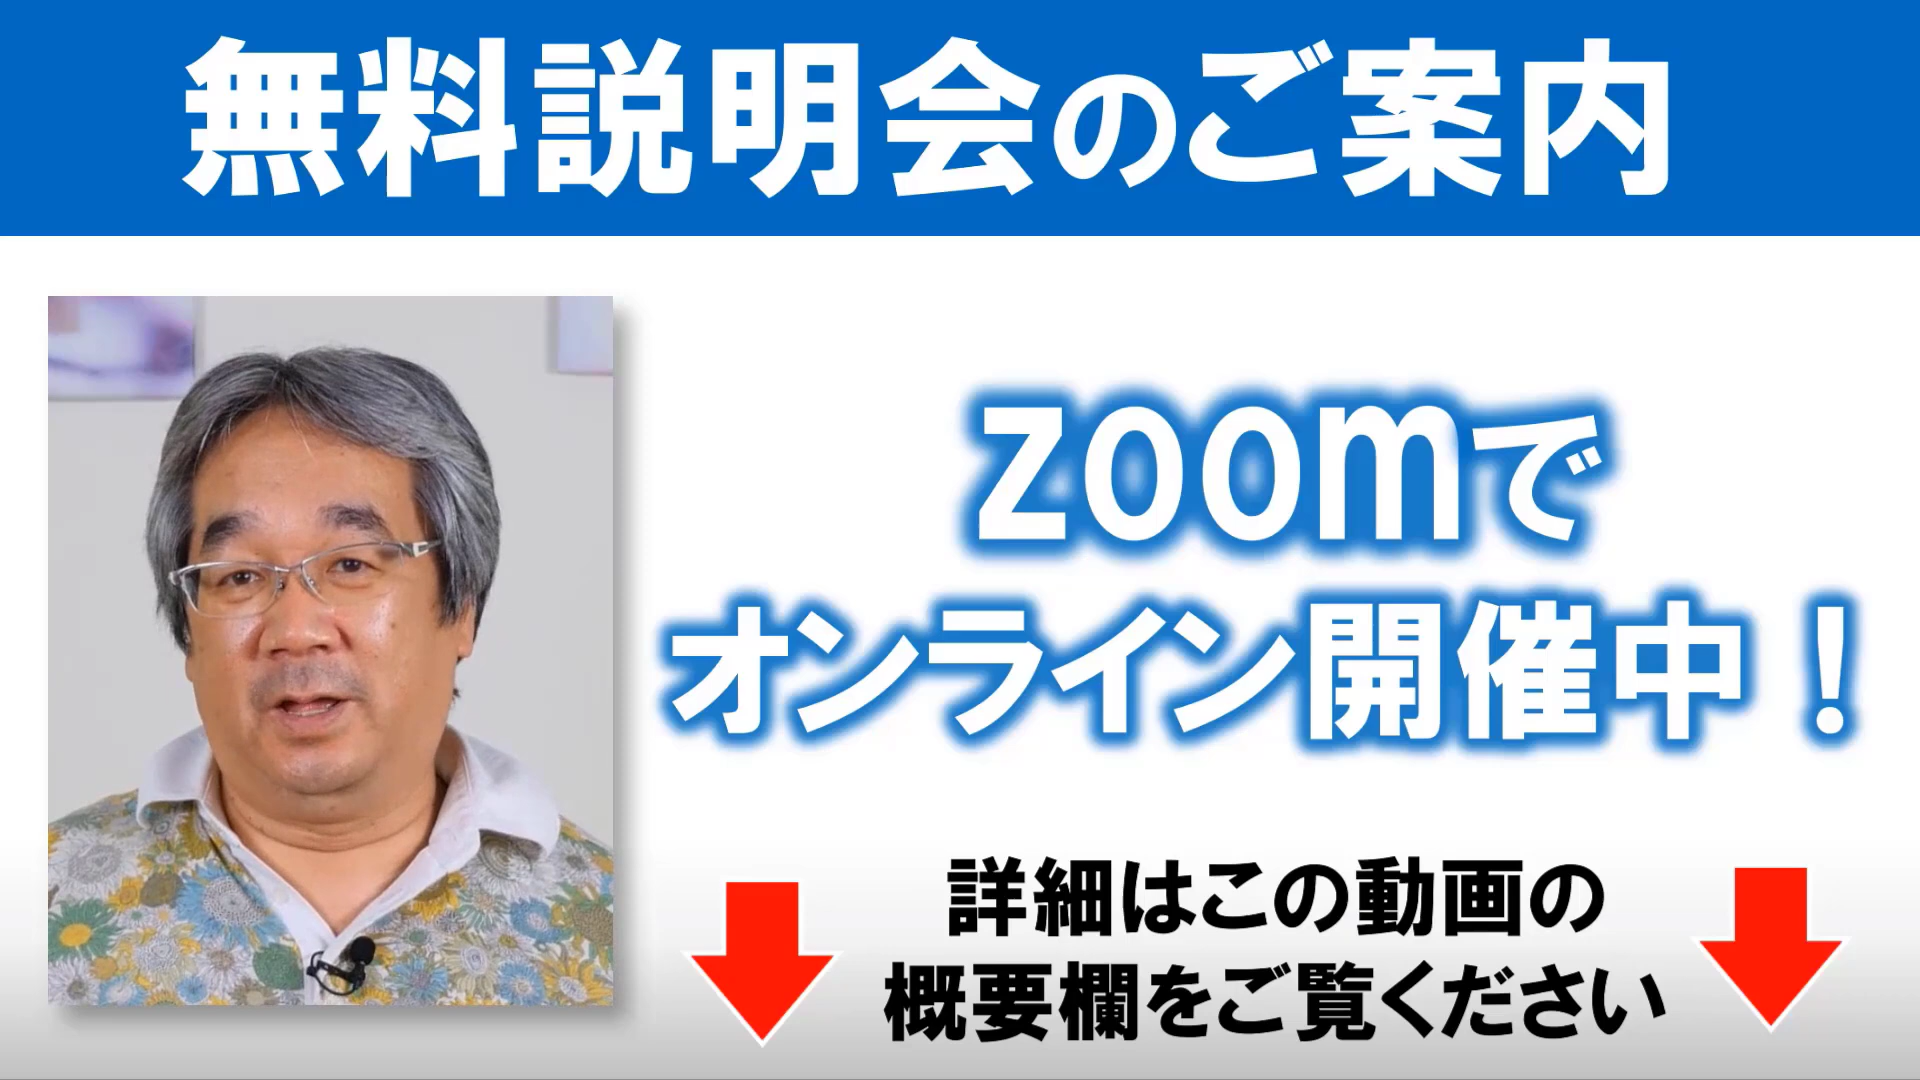 無料説明会のご案内
zoomで
オンライン開催中！
詳細はこの動画の
概要欄をご覧ください